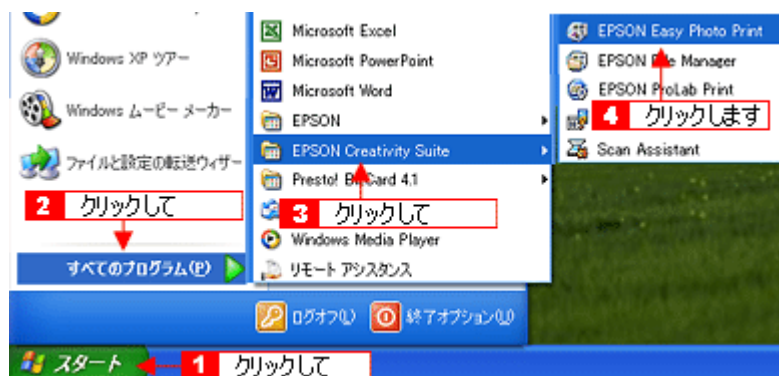 Windows XP ツアー
Windows ムービー メーカー
ファイルと設定の転送ウィザー
2 クリックして
すべてのプログラム(P)
Microsoft Excel
Microsoft PowerPoint
Microsoft Word
EPSON
EPSON Creativity Suite
Presto! Card 4.1
3 クリックして
Windows Media Player
リモート アシスタンス
EPSON Easy Photo Print
EPSON Manager
EPSON ProLab Print
4 クリックします
Scan Assistant
ログオフ(L)
終了オプション(U)
スタート
1 クリックして